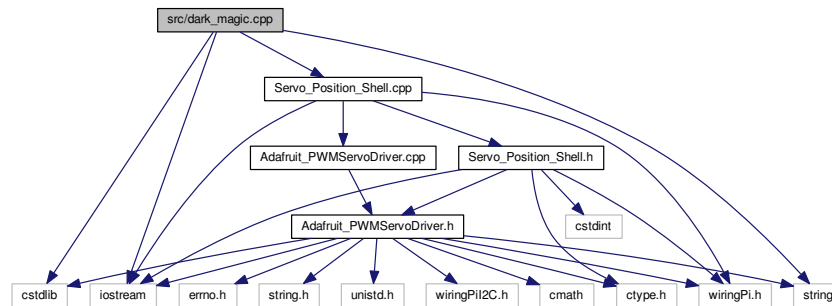 src/dark_magic.cpp
Servo_Position_Shell.cpp
Adafruit_PWMServoDriver.cpp
Servo_Position_Shell.h
Adafruit_PWMServoDriver.h
cstdint
cstdlib
iostream
errno.h
string.h
unistd.h
wiringPiI2C.h
cmath
ctype.h
wiringPi.h
string